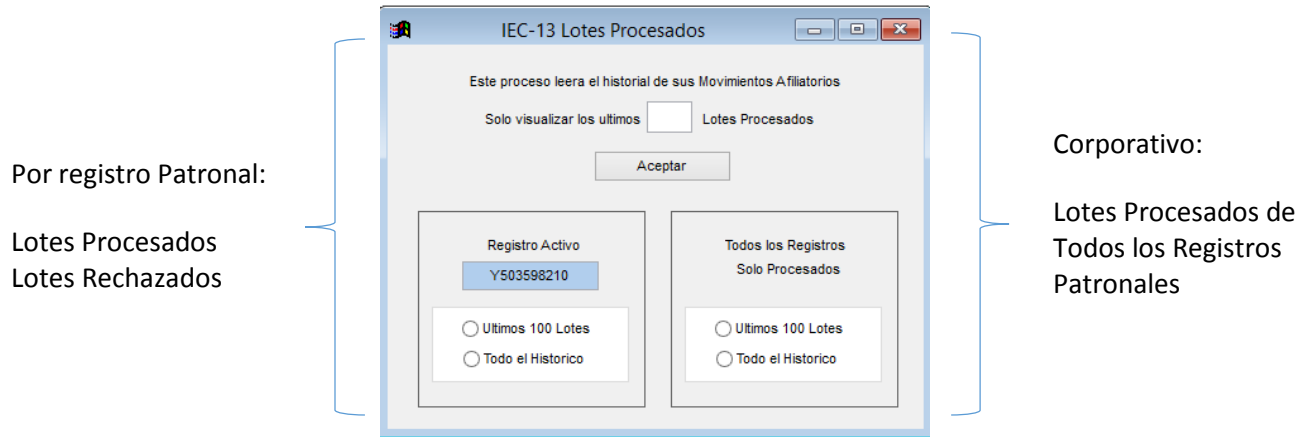 IEC-13 Lotes Procesados
Este proceso leera el historial de sus Movimientos Afiliatorios
Solo visualizar los ultimos Lotes Procesados
Aceptar
Por registro Patronal:
Lotes Procesados
Lotes Rechazados
Registro Activo
Y503598210
Ultimos 100 Lotes
Todo el Historico
Todos los Registros
Solo Procesados
Ultimos 100 Lotes
Todo el Historico
Corporativo:
Lotes Procesados de
Todos los Registros
Patronales